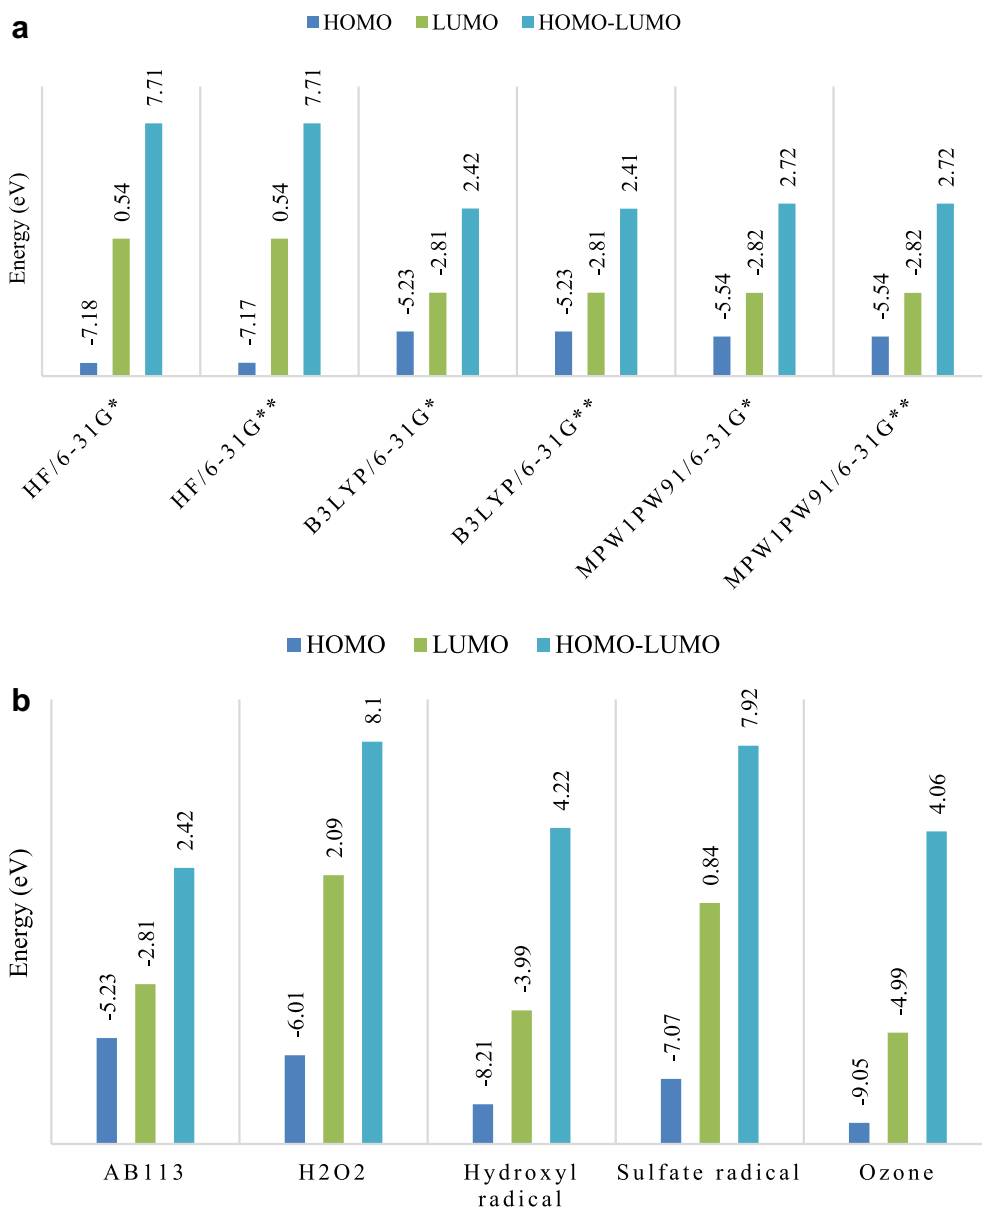 a
HOMO LUMO HOMO-LUMO
Energy (eV)
-7.18 0.54 7.71
-7.17 0.54 7.71
-5.23 -2.81 2.42
-5.23 -2.81 2.41
-5.54 -2.82 2.72
-5.54 -2.82 2.72
HF/6-31G*
HF/6-31G**
B3LYP/6-31G*
B3LYP/6-31G**
MPW1PW91/6-31G*
MPW1PW91/6-31G**
HOMO LUMO HOMO-LUMO
b
Energy (eV)
-5.23 -2.81 2.42
-6.01 2.09 8.1
-8.21 -3.99 4.22
-7.07 0.84 7.92
-9.05 -4.99 4.06
AB113
H2O2
Hydroxyl
radical
Sulfate radical
Ozone